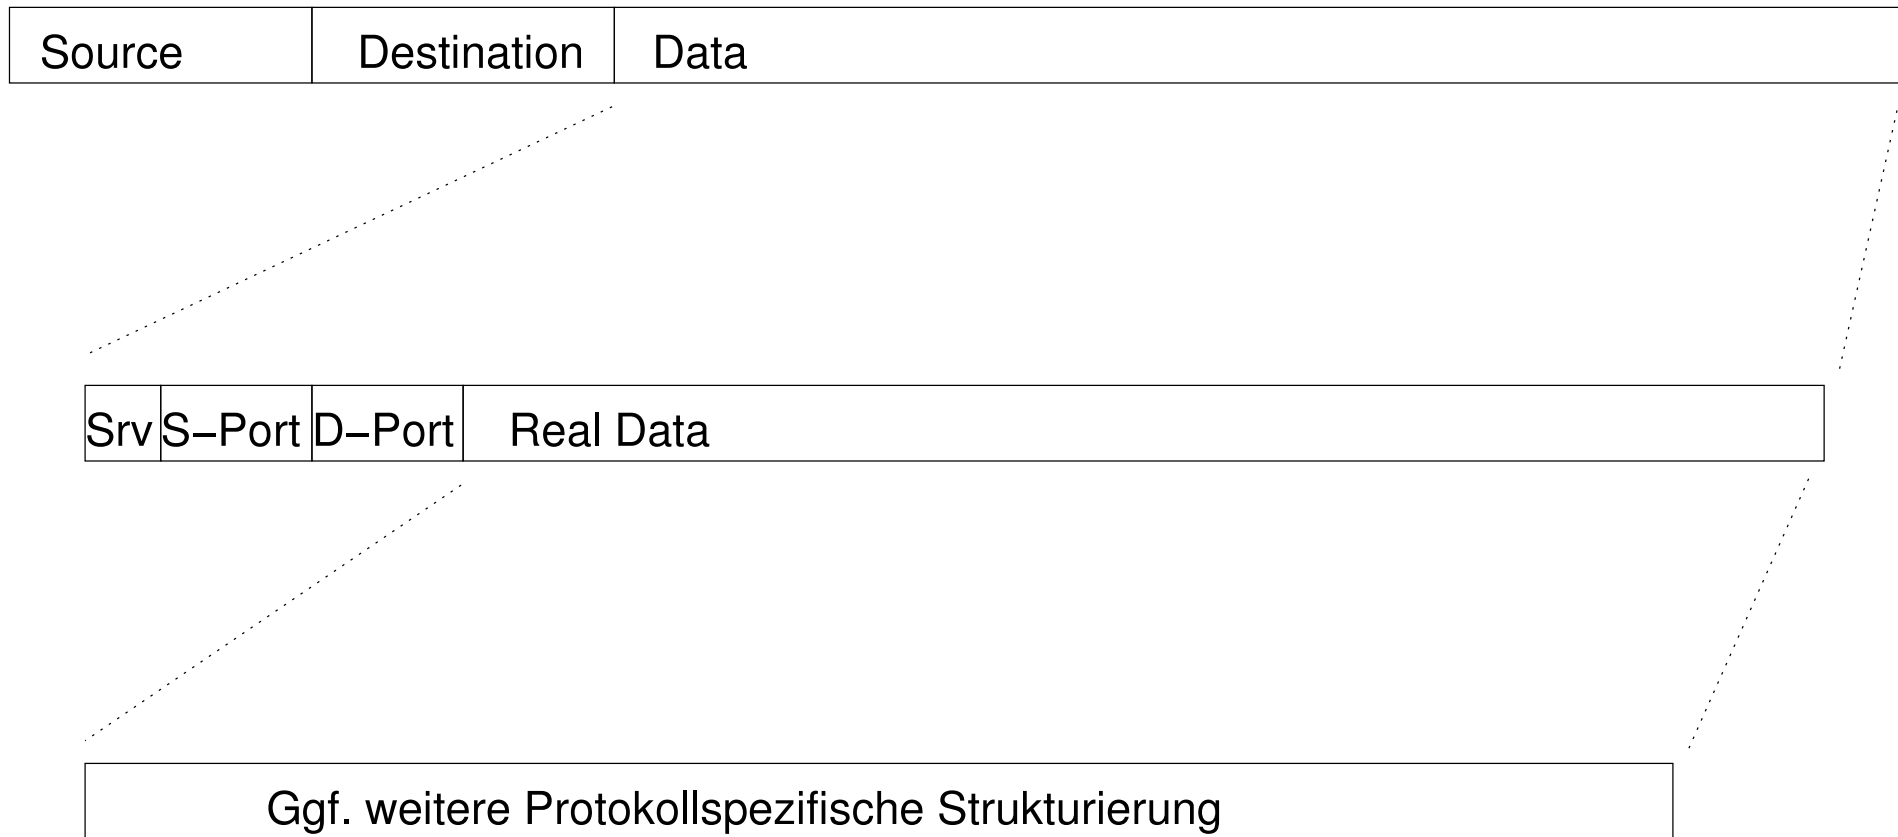 Source Destination Data
Srv S–Port D–Port Real Data
Ggf. weitere Protokollspezifische Strukturierung